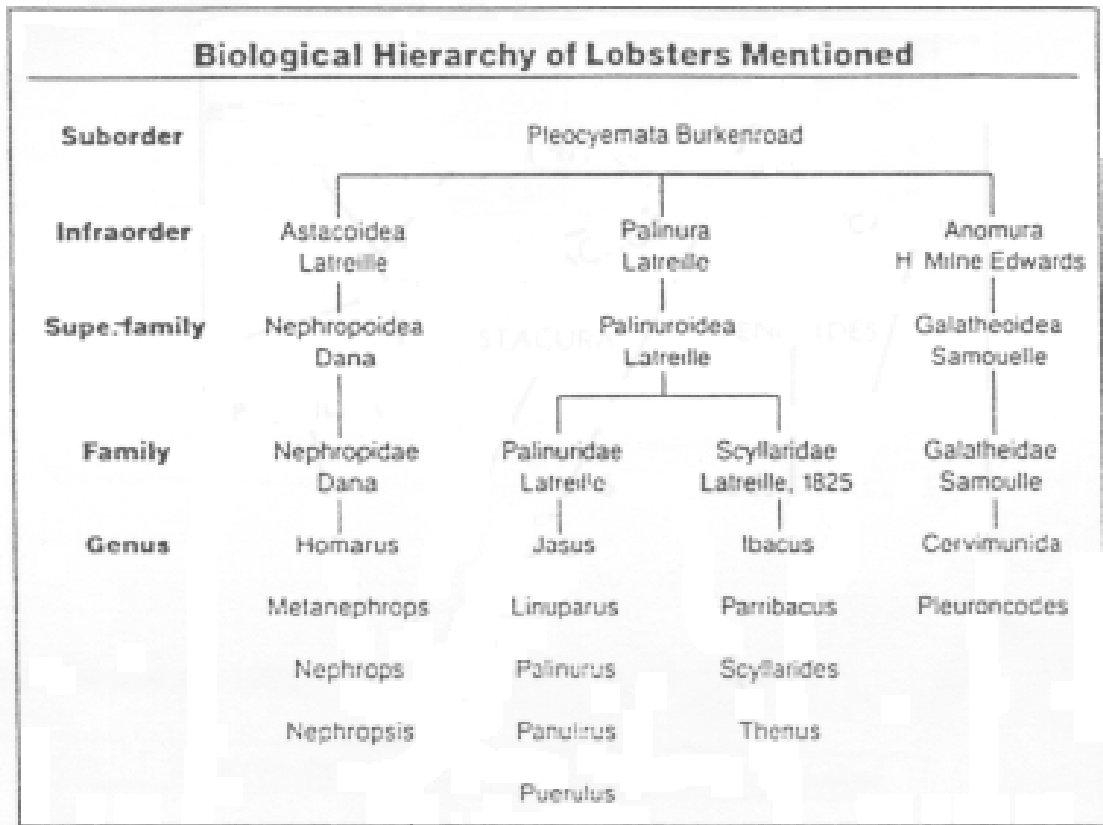 Biological Hierarchy of Lobsters Mentioned
Suborder Pleocyemata Burkenroad
Infraorder Astacoidea Palinura Anomura
Latreille Latreille H Milne Edwards
Superfamily Nephropoidea Palinuroidea Galatheoidea
Dana Latreille Samouelle
Family Nephropidae Palinuridae Scyllaridae Galatheidae
Dana Latreille Latreille, 1825 Samoulle
Genus Homarus Jasus Ibacus Cervimunida
Metanephrops Linuparus Parribacus Pleuroncodes
Nephrops Palinurus Scyllarides
Nephropsis Panulirus Thenus
Puerulus